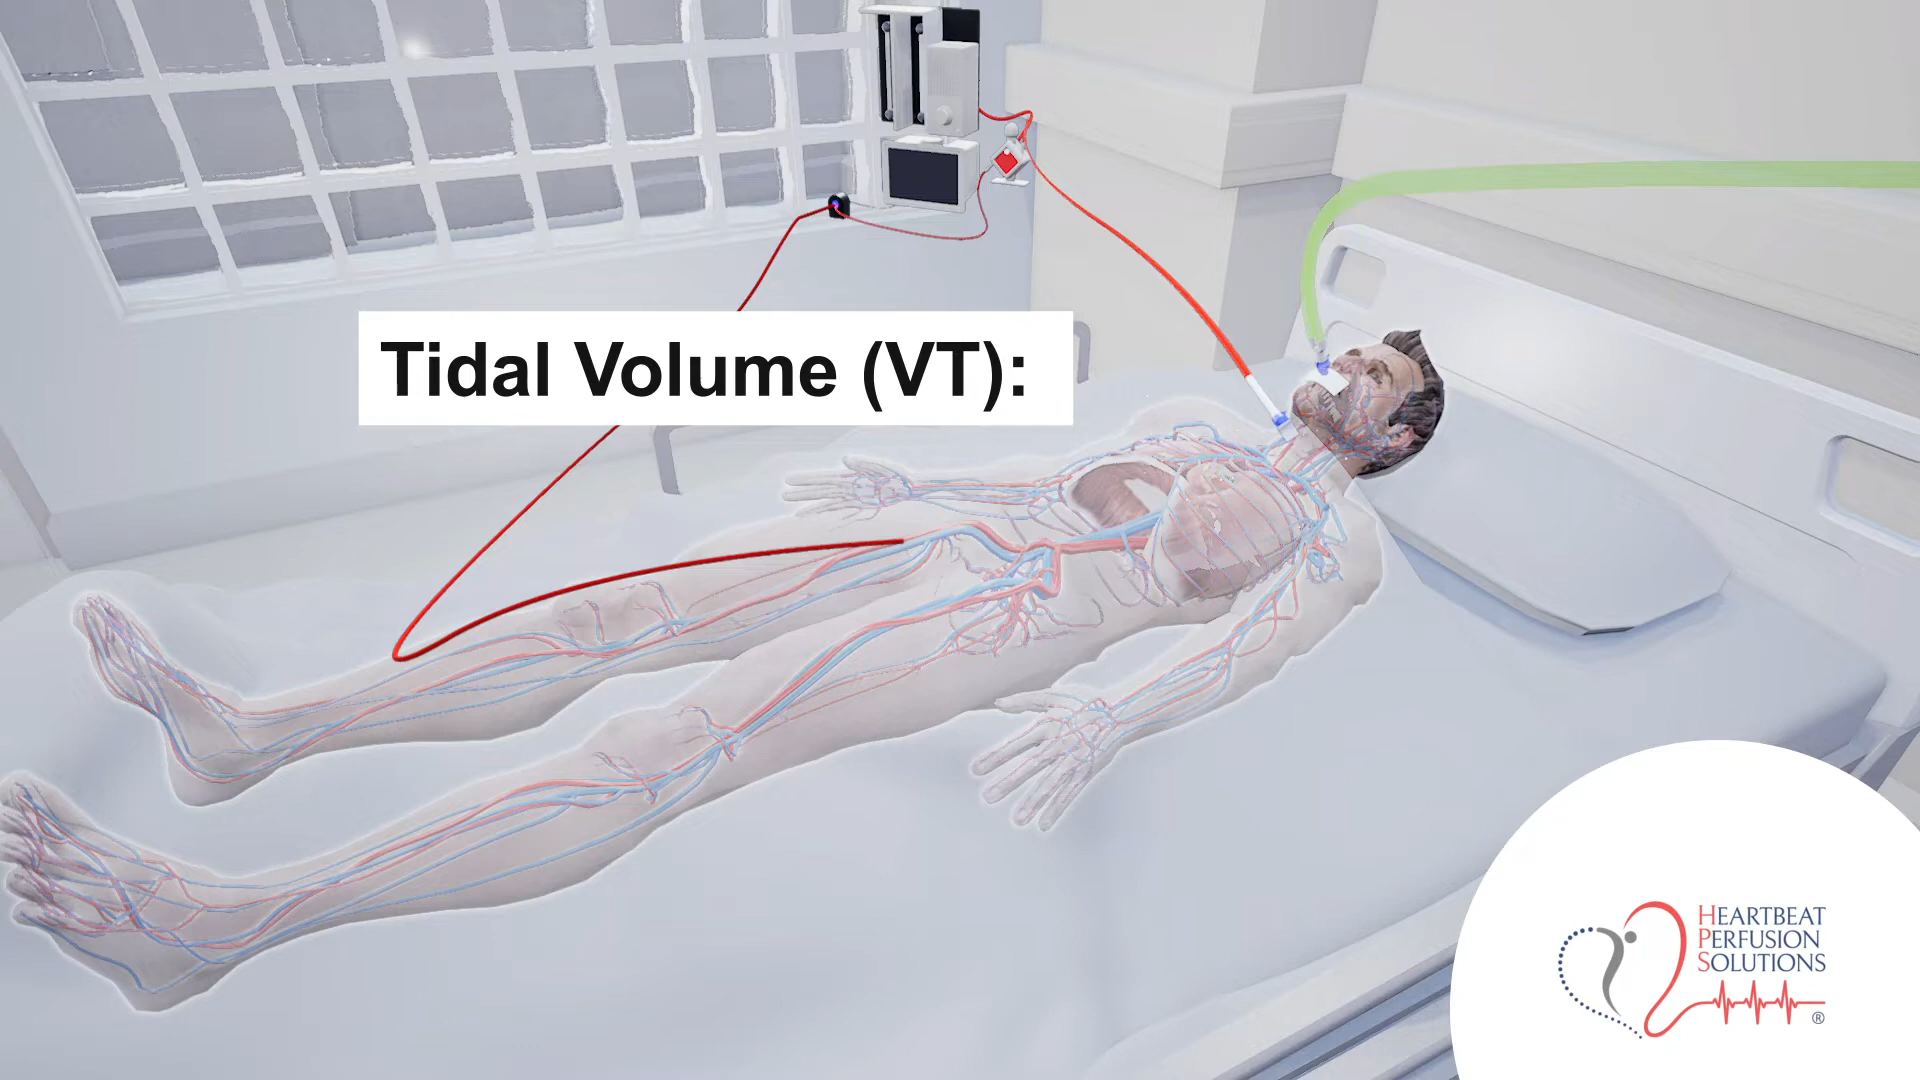 Tidal Volume (VT):
HEARTBEAT
PERFUSION
SOLUTIONS
®